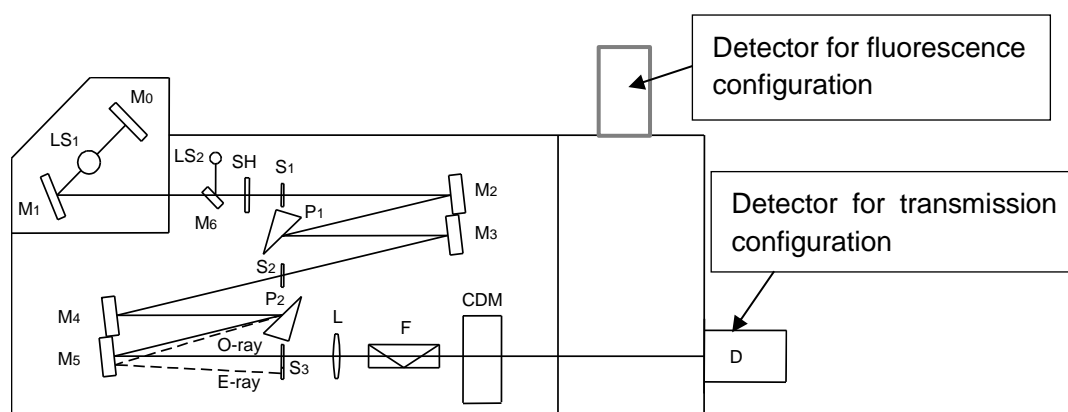 Detector for fluorescence
configuration
M0
LS1
LS2
SH
S1
M1
M6
P1
M2
M3
Detector for transmission
configuration
S2
P2
CDM
M4
L
F
O-ray
M5
S3
D
E-ray